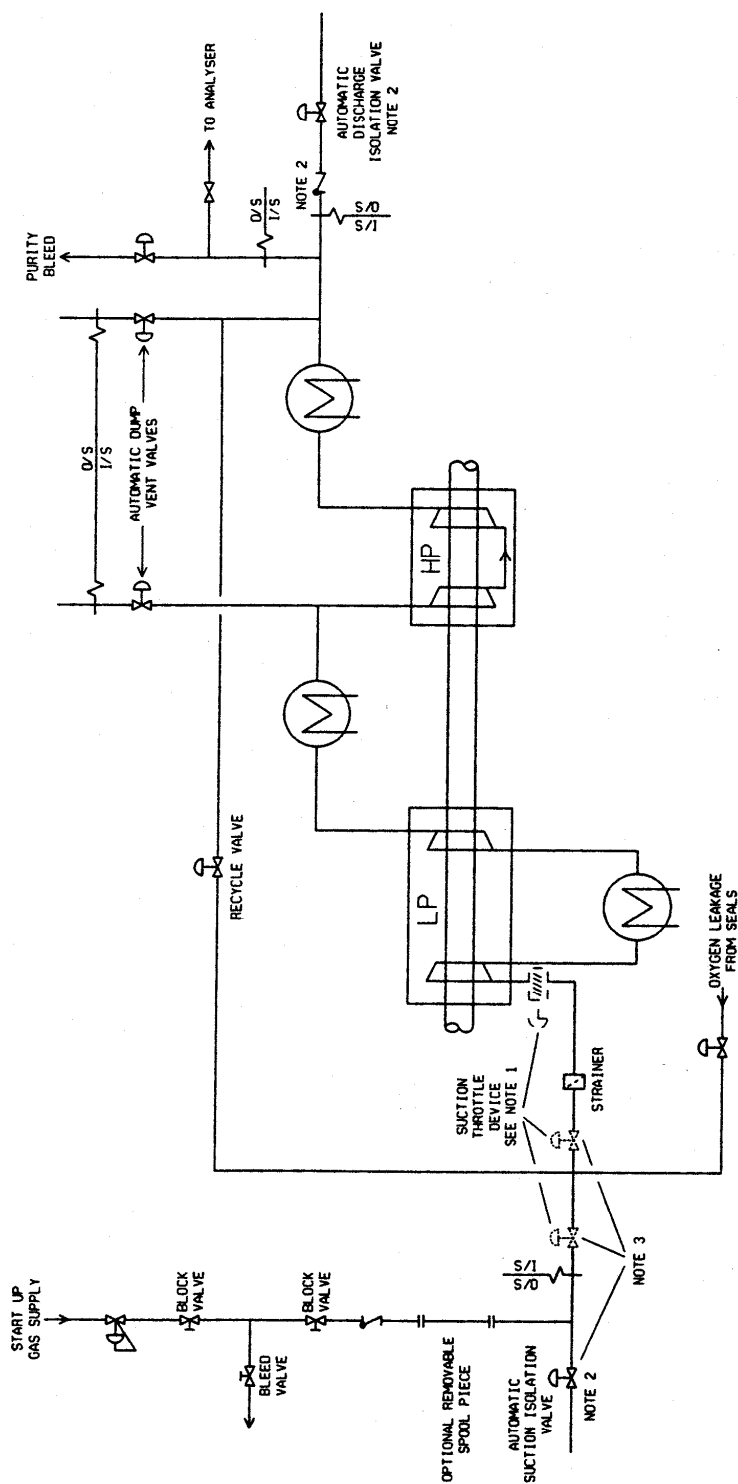 START UP
GAS SUPPLY
BLOCK
VALVE
BLOCK
VALVE
BLEED
VALVE
OPTIONAL REMOVABLE
SPOOL PIECE
AUTOMATIC
SUCTION ISOLATION
VALVE
NOTE 2
O/S
I/S
NOTE 3
SUCTION
THROTTLE
DEVICE
SEE NOTE 1
STRAINER
OXYGEN LEAKAGE
FROM SEALS
RECYCLE VALVE
LP
HP
O/S
I/S
AUTOMATIC DUMP
VENT VALVES
PURITY
BLEED
TO ANALYSER
O/S
I/S
NOTE 2
I/S
O/S
AUTOMATIC
DISCHARGE
ISOLATION VALVE
NOTE 2